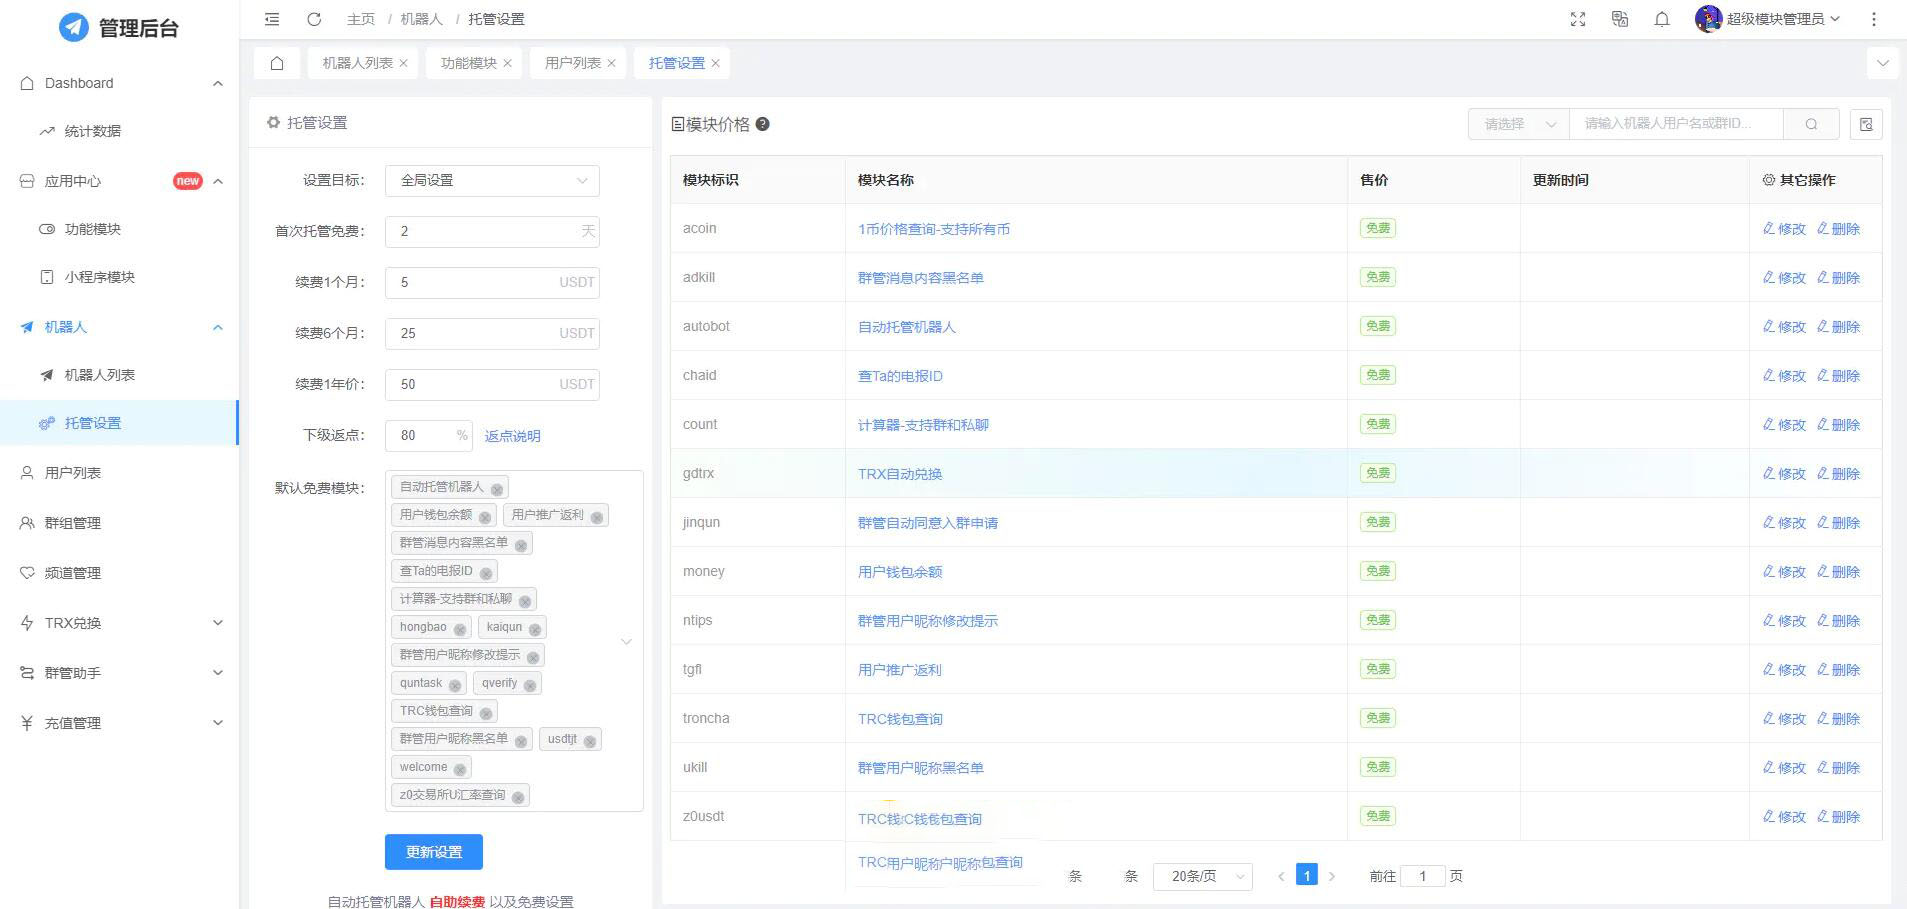 管理后台
主页 / 机器人 / 托管设置
超级模块管理员
Dashboard
统计数据
应用中心 new
功能模块
小程序模块
机器人
机器人列表
托管设置
用户列表
群组管理
频道管理
TRX兑换
群管助手
充值管理
机器人列表 × 功能模块 × 用户列表 × 托管设置 ×
托管设置
设置目标： 全局设置
首次托管免费： 2 天
续费1个月： 5 USDT
续费6个月： 25 USDT
续费1年价： 50 USDT
下级返点： 80 % 返点说明
默认免费模块： 自动托管机器人
用户钱包余额 用户推广返利
群管消息内容黑名单
查Ta的电报ID
计算器-支持群和私聊
hongbao kaiqun
群管用户昵称修改提示
quntask qverify
TRC钱包查询
群管用户昵称黑名单 usdtjt
welcome
z0交易所U汇率查询
更新设置
自动托管机器人 自助续费 以及免费设置
模块价格 ?
请选择 请输入机器人用户名或群ID...
模块标识 模块名称 售价 更新时间 其它操作
acoin 1币价格查询-支持所有币 免费 修改 删除
adkill 群管消息内容黑名单 免费 修改 删除
autobot 自动托管机器人 免费 修改 删除
chaid 查Ta的电报ID 免费 修改 删除
count 计算器-支持群和私聊 免费 修改 删除
gdtrx TRX自动兑换 免费 修改 删除
jinqun 群管自动同意入群申请 免费 修改 删除
money 用户钱包余额 免费 修改 删除
ntips 群管用户昵称修改提示 免费 修改 删除
tgfl 用户推广返利 免费 修改 删除
troncha TRC钱包查询 免费 修改 删除
ukill 群管用户昵称黑名单 免费 修改 删除
z0usdt 包查询 免费 修改 删除
TRC用户昵称户昵称包查询
条 条 20条/页 1 前往 1 页